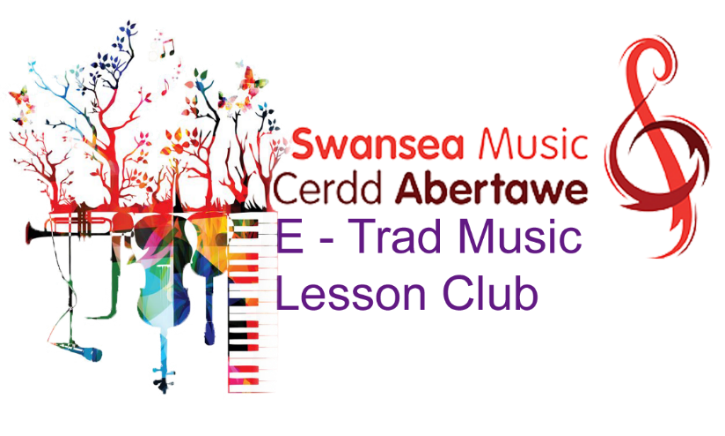 Swansea Music
Cerdd Abertawe
E - Trad Music
Lesson Club